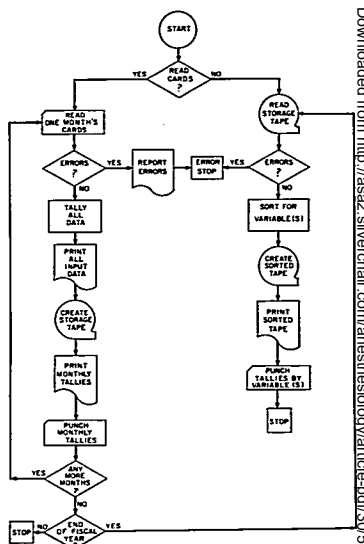 START
YES
READ
CARDS
?
NO
READ
ONE MONTH'S
CARDS
READ
STORAGE
TAPE
ERRORS
?
YES
REPORT
ERRORS
ERROR
STOP
YES
ERRORS
?
NO
NO
TALLY
ALL
DATA
SORT FOR
VARIABLE(S)
PRINT
ALL
INPUT
DATA
CREATE
SORTED
TAPE
CREATE
STORAGE
TAPE
PRINT
SORTED
TAPE
PRINT
MONTHLY
TALLIES
PUNCH
TALLIES BY
VARIABLE(S)
PUNCH
MONTHLY
TALLIES
STOP
YES
ANY
MORE
MONTHS
?
NO
STOP
NO
END
OF FISCAL
YEAR
?
YES
Downloaded from http://asa2.silverchair.com/anesthesiology/article-pdf/30/6